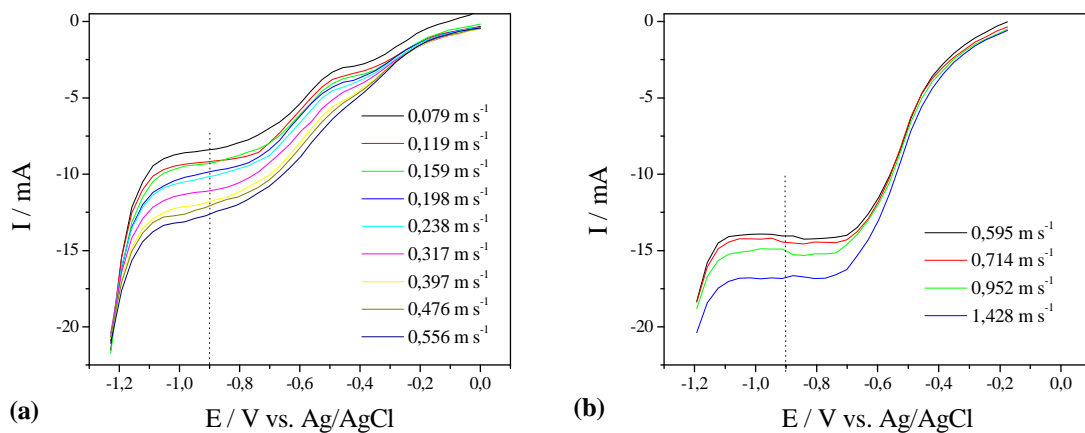 0
-5
-10
-15
-20
I / mA
0,079 m s⁻¹
0,119 m s⁻¹
0,159 m s⁻¹
0,198 m s⁻¹
0,238 m s⁻¹
0,317 m s⁻¹
0,397 m s⁻¹
0,476 m s⁻¹
0,556 m s⁻¹
-1,2 -1,0 -0,8 -0,6 -0,4 -0,2 0,0
(a)
E / V vs. Ag/AgCl
0
-5
-10
-15
-20
I / mA
0,595 m s⁻¹
0,714 m s⁻¹
0,952 m s⁻¹
1,428 m s⁻¹
-1,2 -1,0 -0,8 -0,6 -0,4 -0,2 0,0
(b)
E / V vs. Ag/AgCl